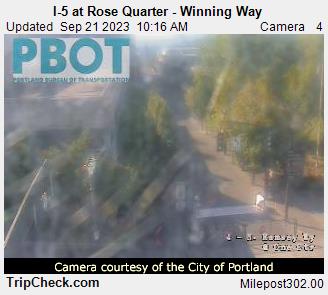 I-5 at Rose Quarter - Winning Way
Updated Sep 21 2023 10:16 AM Camera 4
PBOT
PORTLAND BUREAU OF TRANSPORTATION
Camera courtesy of the City of Portland
TripCheck.com Milepost302.00